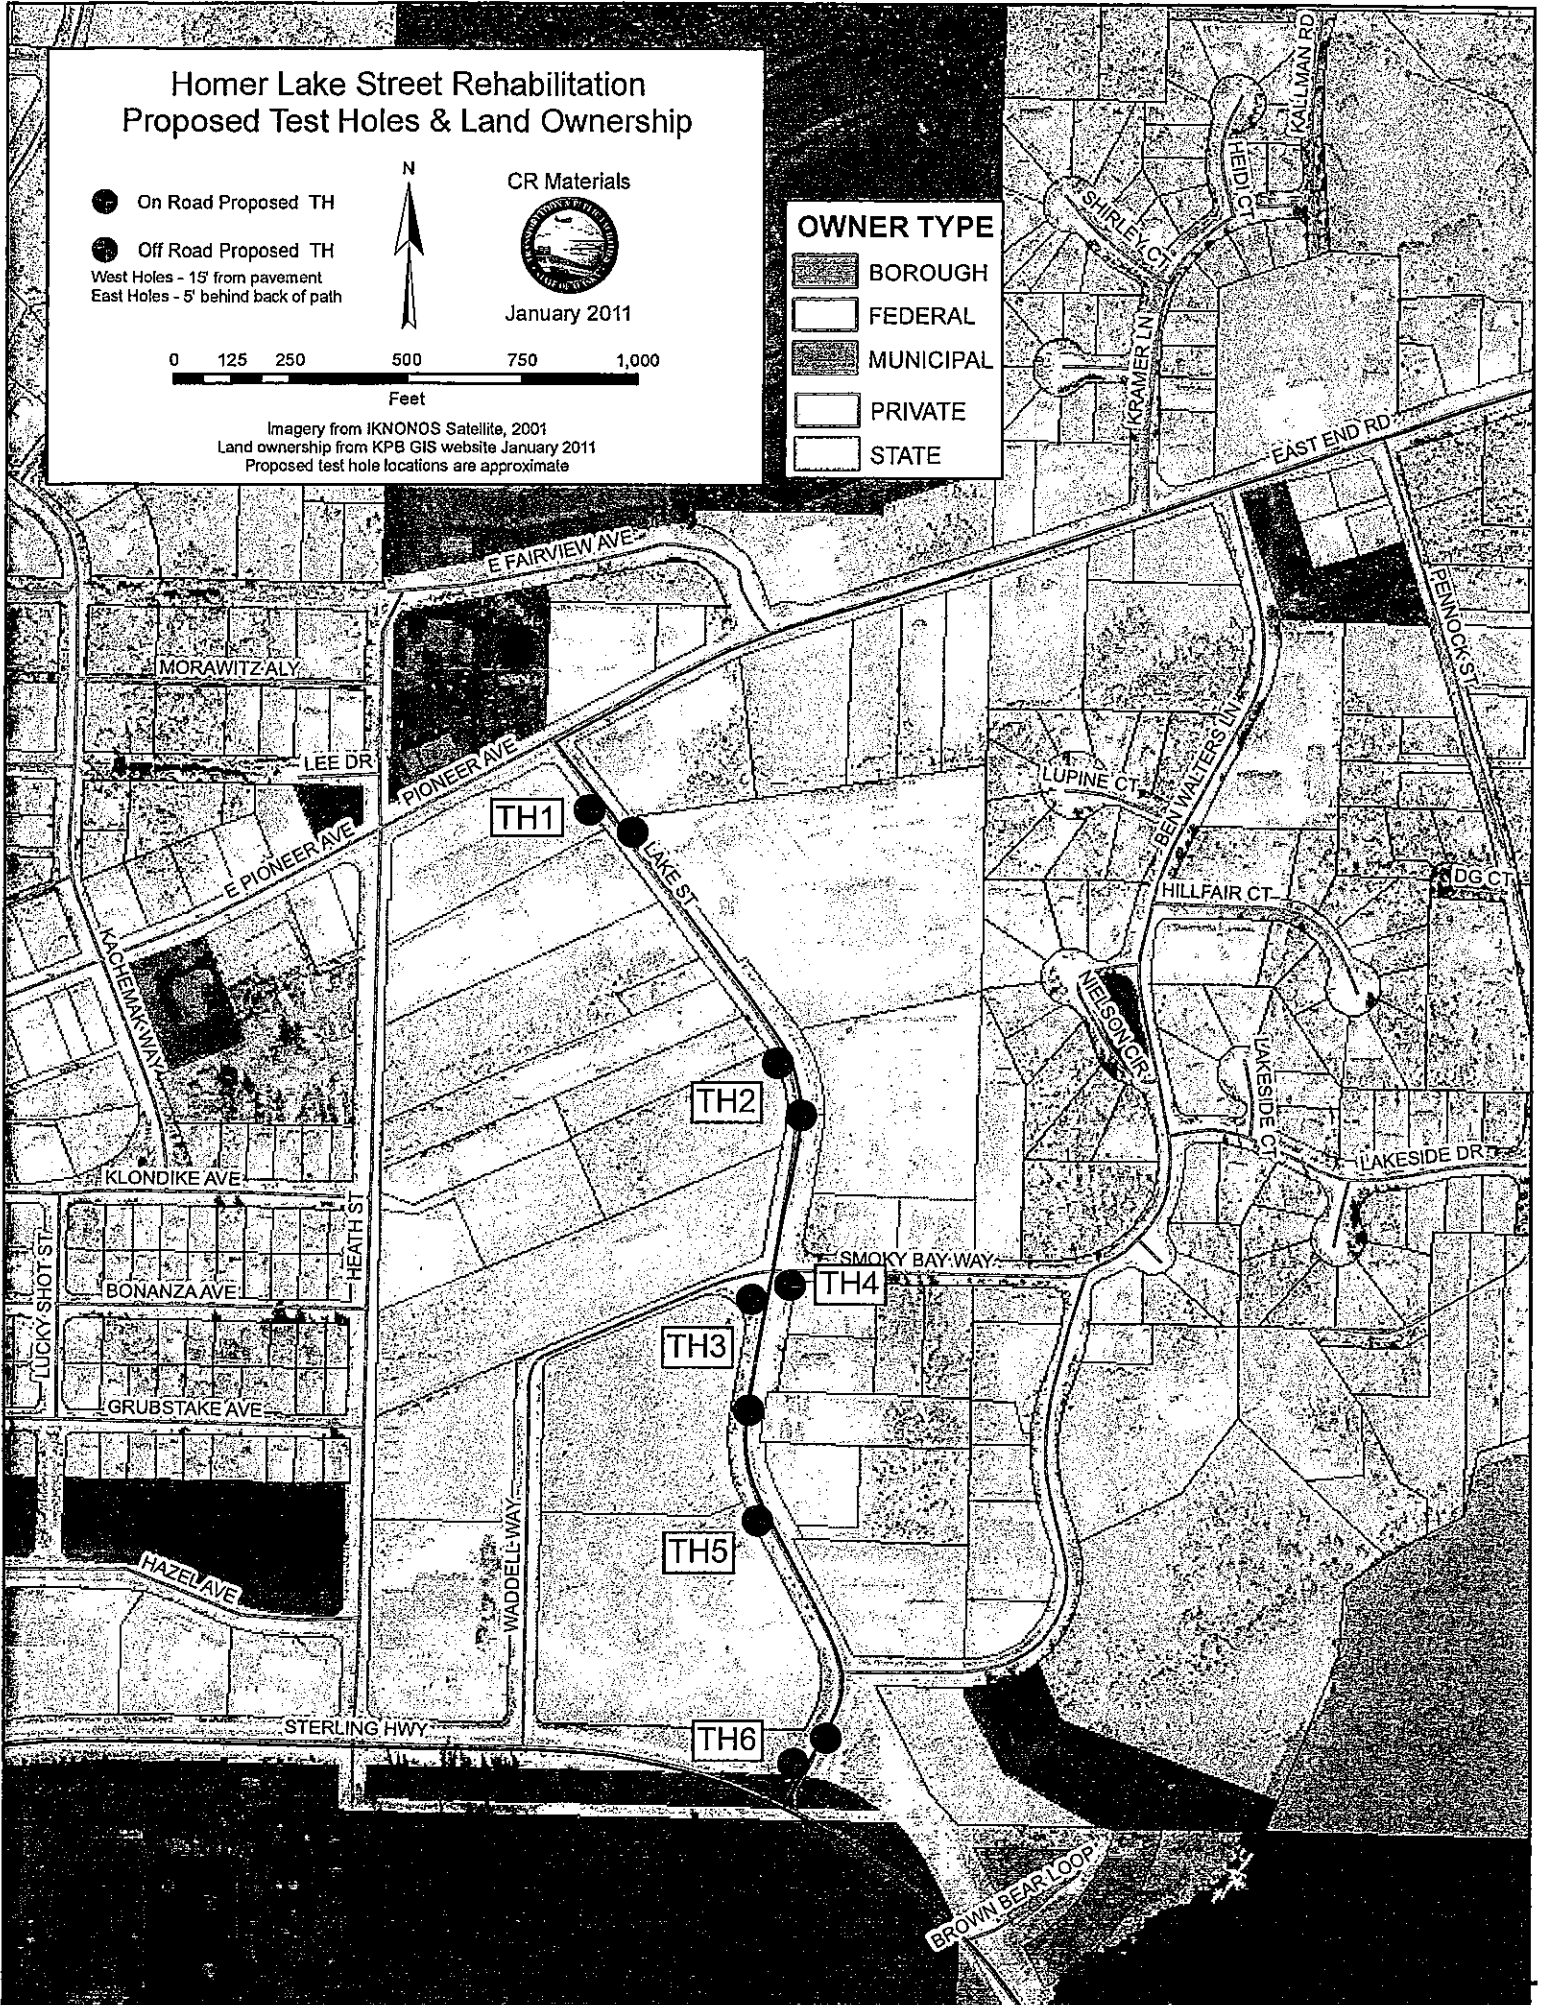 Homer Lake Street Rehabilitation
Proposed Test Holes & Land Ownership
On Road Proposed TH
Off Road Proposed TH
West Holes - 15' from pavement
East Holes - 5' behind back of path
N
CR Materials
January 2011
0 125 250 500 750 1,000
Feet
Imagery from IKNONOS Satellite, 2001
Land ownership from KPB GIS website January 2011
Proposed test hole locations are approximate
OWNER TYPE
BOROUGH
FEDERAL
MUNICIPAL
PRIVATE
STATE
KALLMAN RD
HEIDI CT
SHIRLEY CT
KRAMER LN
EAST END RD
E FAIRVIEW AVE
PENNOCK ST
MORAWITZ ALY
LEE DR
PIONEER AVE
BEN WALTERS LN
LUPINE CT
TH1
E PIONEER AVE
LAKE ST
HILLFAIR CT
DG CT
KACHEMAK WAY
NIELSON CIR
LAKESIDE CT
TH2
LAKESIDE DR
KLONDIKE AVE
HEATH ST
SMOKY BAY WAY
LUCKY SHOT ST
BONANZA AVE
TH4
TH3
GRUBSTAKE AVE
WADDELL WAY
TH5
HAZEL AVE
STERLING HWY
TH6
BROWN BEAR LOOP